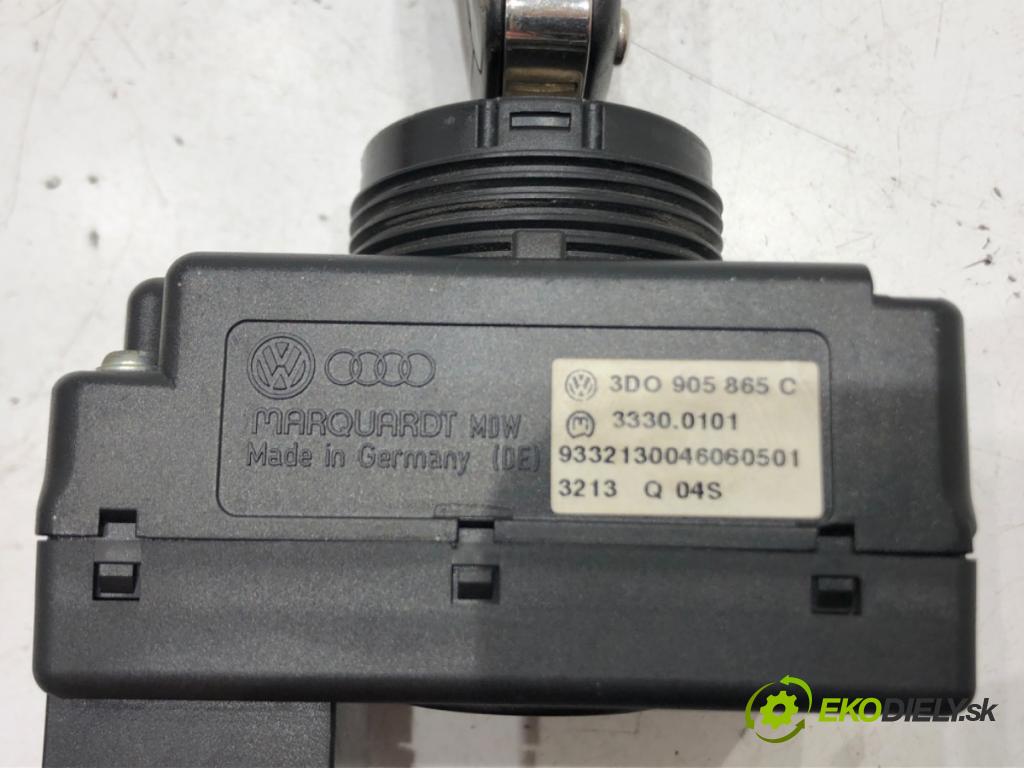 MARQUARDT MDW
Made in Germany (DE)
3D0 905 865 C
3330.0101
9332130046060501
3213 Q 04S
EKODIELY.sk